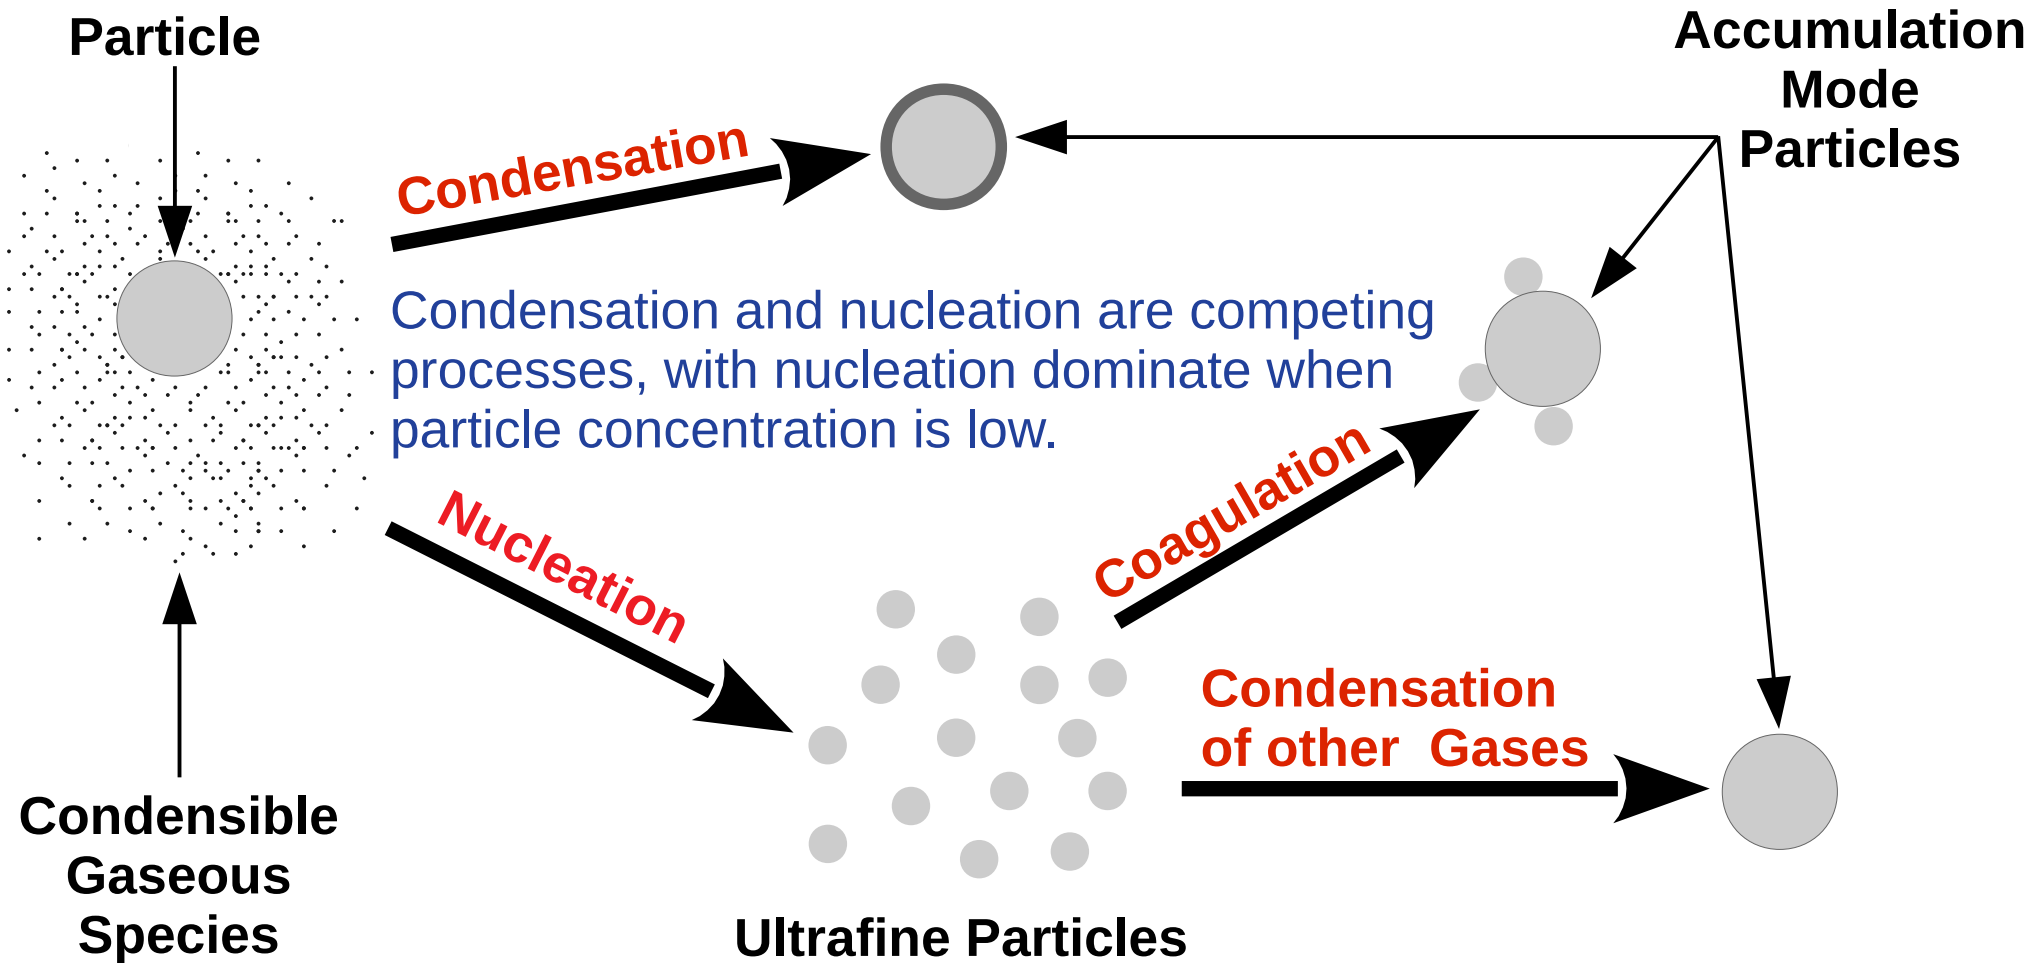 Particle
Accumulation
Mode
Particles
Condensation
Condensation and nucleation are competing
processes, with nucleation dominate when
particle concentration is low.
Nucleation
Coagulation
Condensation
of other  Gases
Condensible
Gaseous
Species
Ultrafine Particles